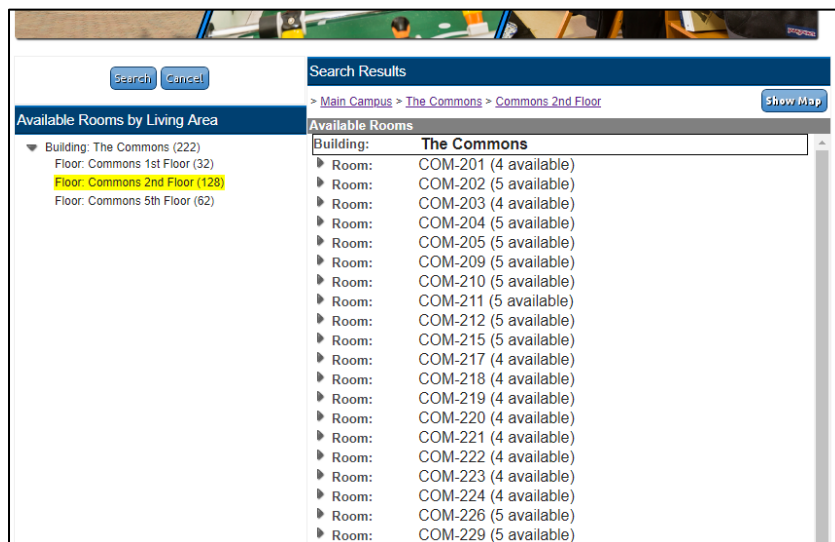 Search Cancel
Available Rooms by Living Area
Building: The Commons (222)
Floor: Commons 1st Floor (32)
Floor: Commons 2nd Floor (128)
Floor: Commons 5th Floor (62)
Search Results
> Main Campus > The Commons > Commons 2nd Floor
Show Map
Available Rooms
Building: The Commons
Room: COM-201 (4 available)
Room: COM-202 (5 available)
Room: COM-203 (4 available)
Room: COM-204 (5 available)
Room: COM-205 (5 available)
Room: COM-209 (5 available)
Room: COM-210 (5 available)
Room: COM-211 (5 available)
Room: COM-212 (5 available)
Room: COM-215 (5 available)
Room: COM-217 (4 available)
Room: COM-218 (4 available)
Room: COM-219 (4 available)
Room: COM-220 (4 available)
Room: COM-221 (4 available)
Room: COM-222 (4 available)
Room: COM-223 (4 available)
Room: COM-224 (4 available)
Room: COM-226 (5 available)
Room: COM-229 (5 available)